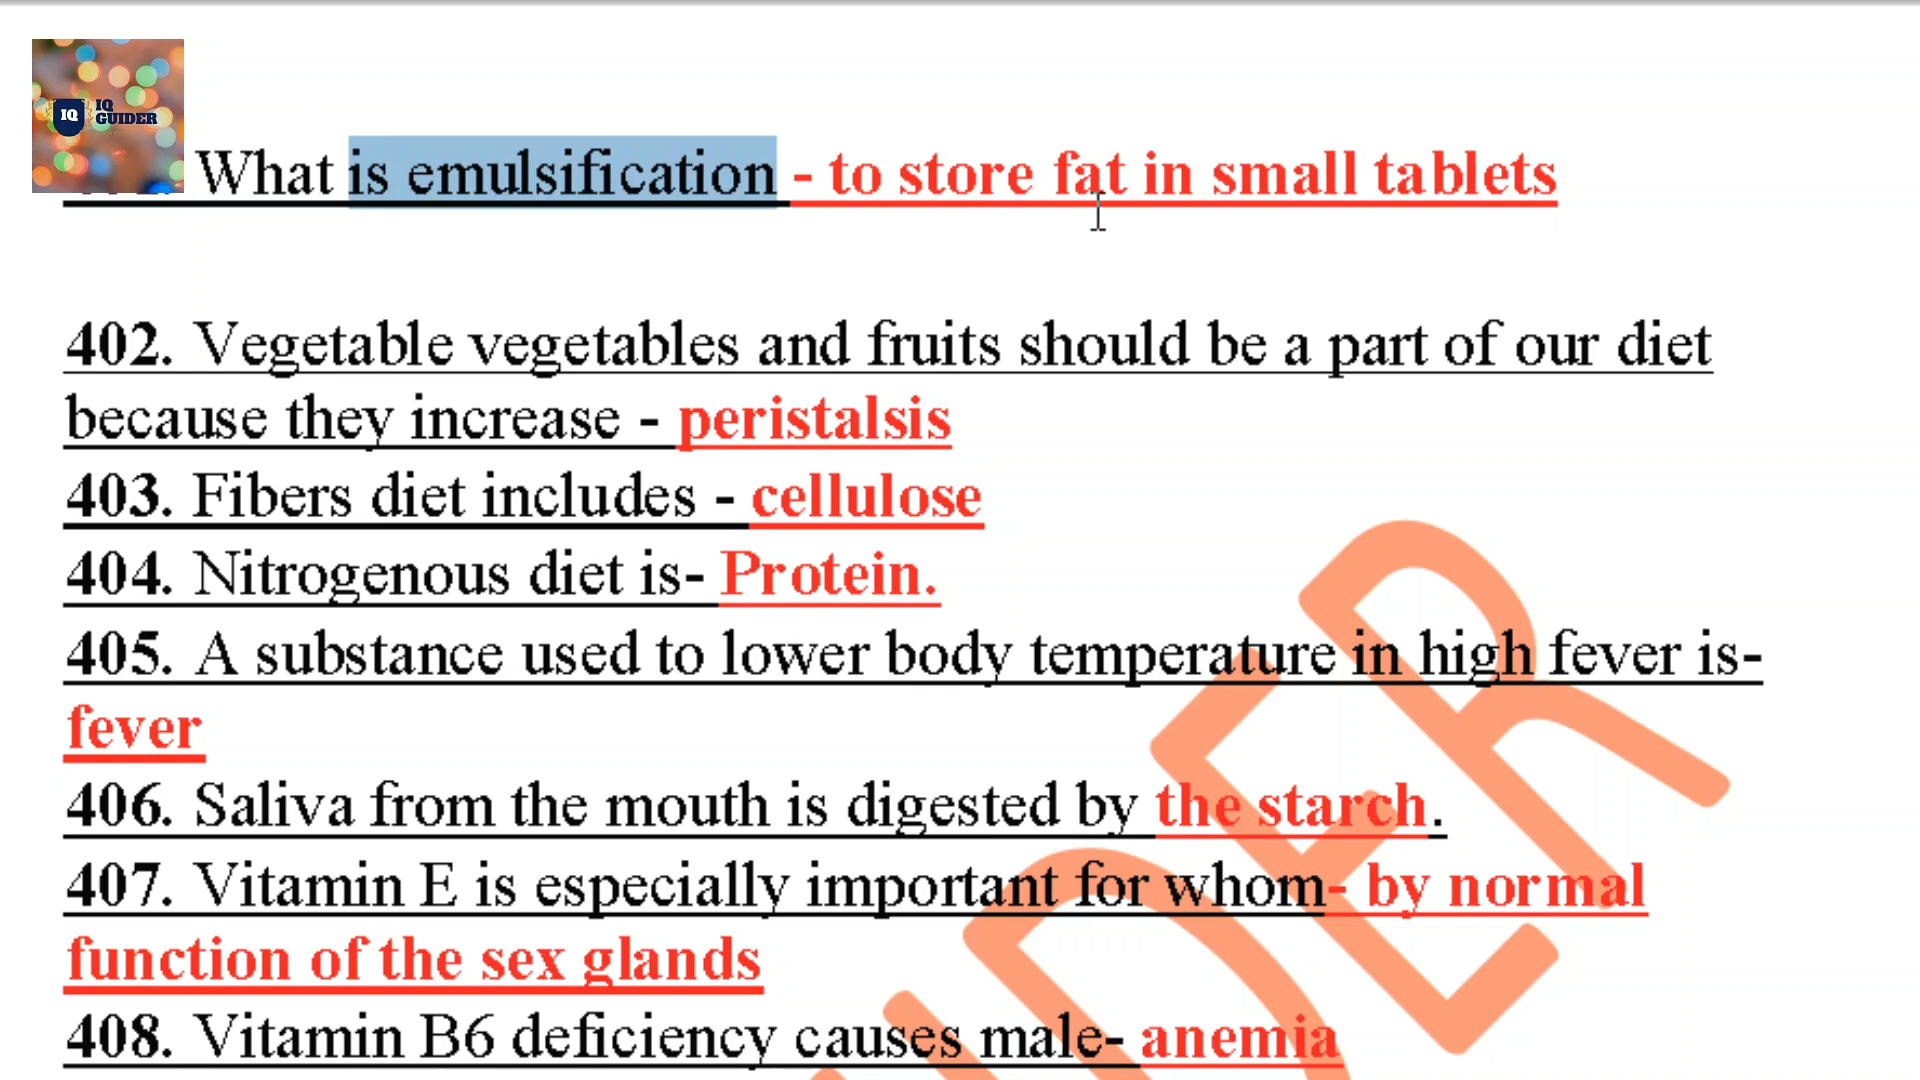 IQ
IQ
GUIDER
What is emulsification - to store fat in small tablets
402. Vegetable vegetables and fruits should be a part of our diet
because they increase - peristalsis
403. Fibers diet includes - cellulose
404. Nitrogenous diet is- Protein.
405. A substance used to lower body temperature in high fever is-
fever
406. Saliva from the mouth is digested by the starch.
407. Vitamin E is especially important for whom- by normal
function of the sex glands
408. Vitamin B6 deficiency causes male- anemia
DER